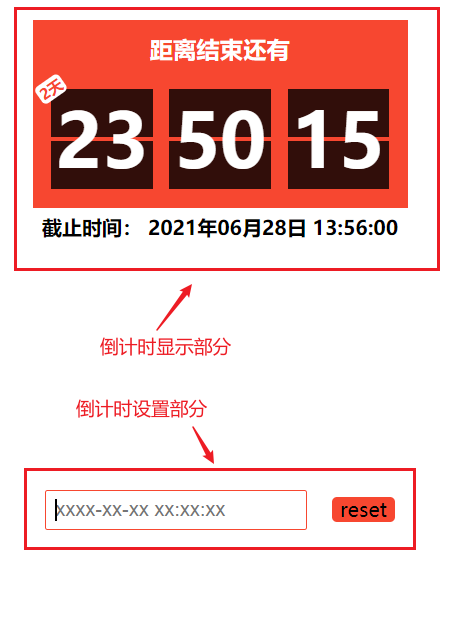 距离结束还有
2天
23 50 15
截止时间： 2021年06月28日 13:56:00
倒计时显示部分
倒计时设置部分
xxxx-xx-xx xx:xx:xx
reset